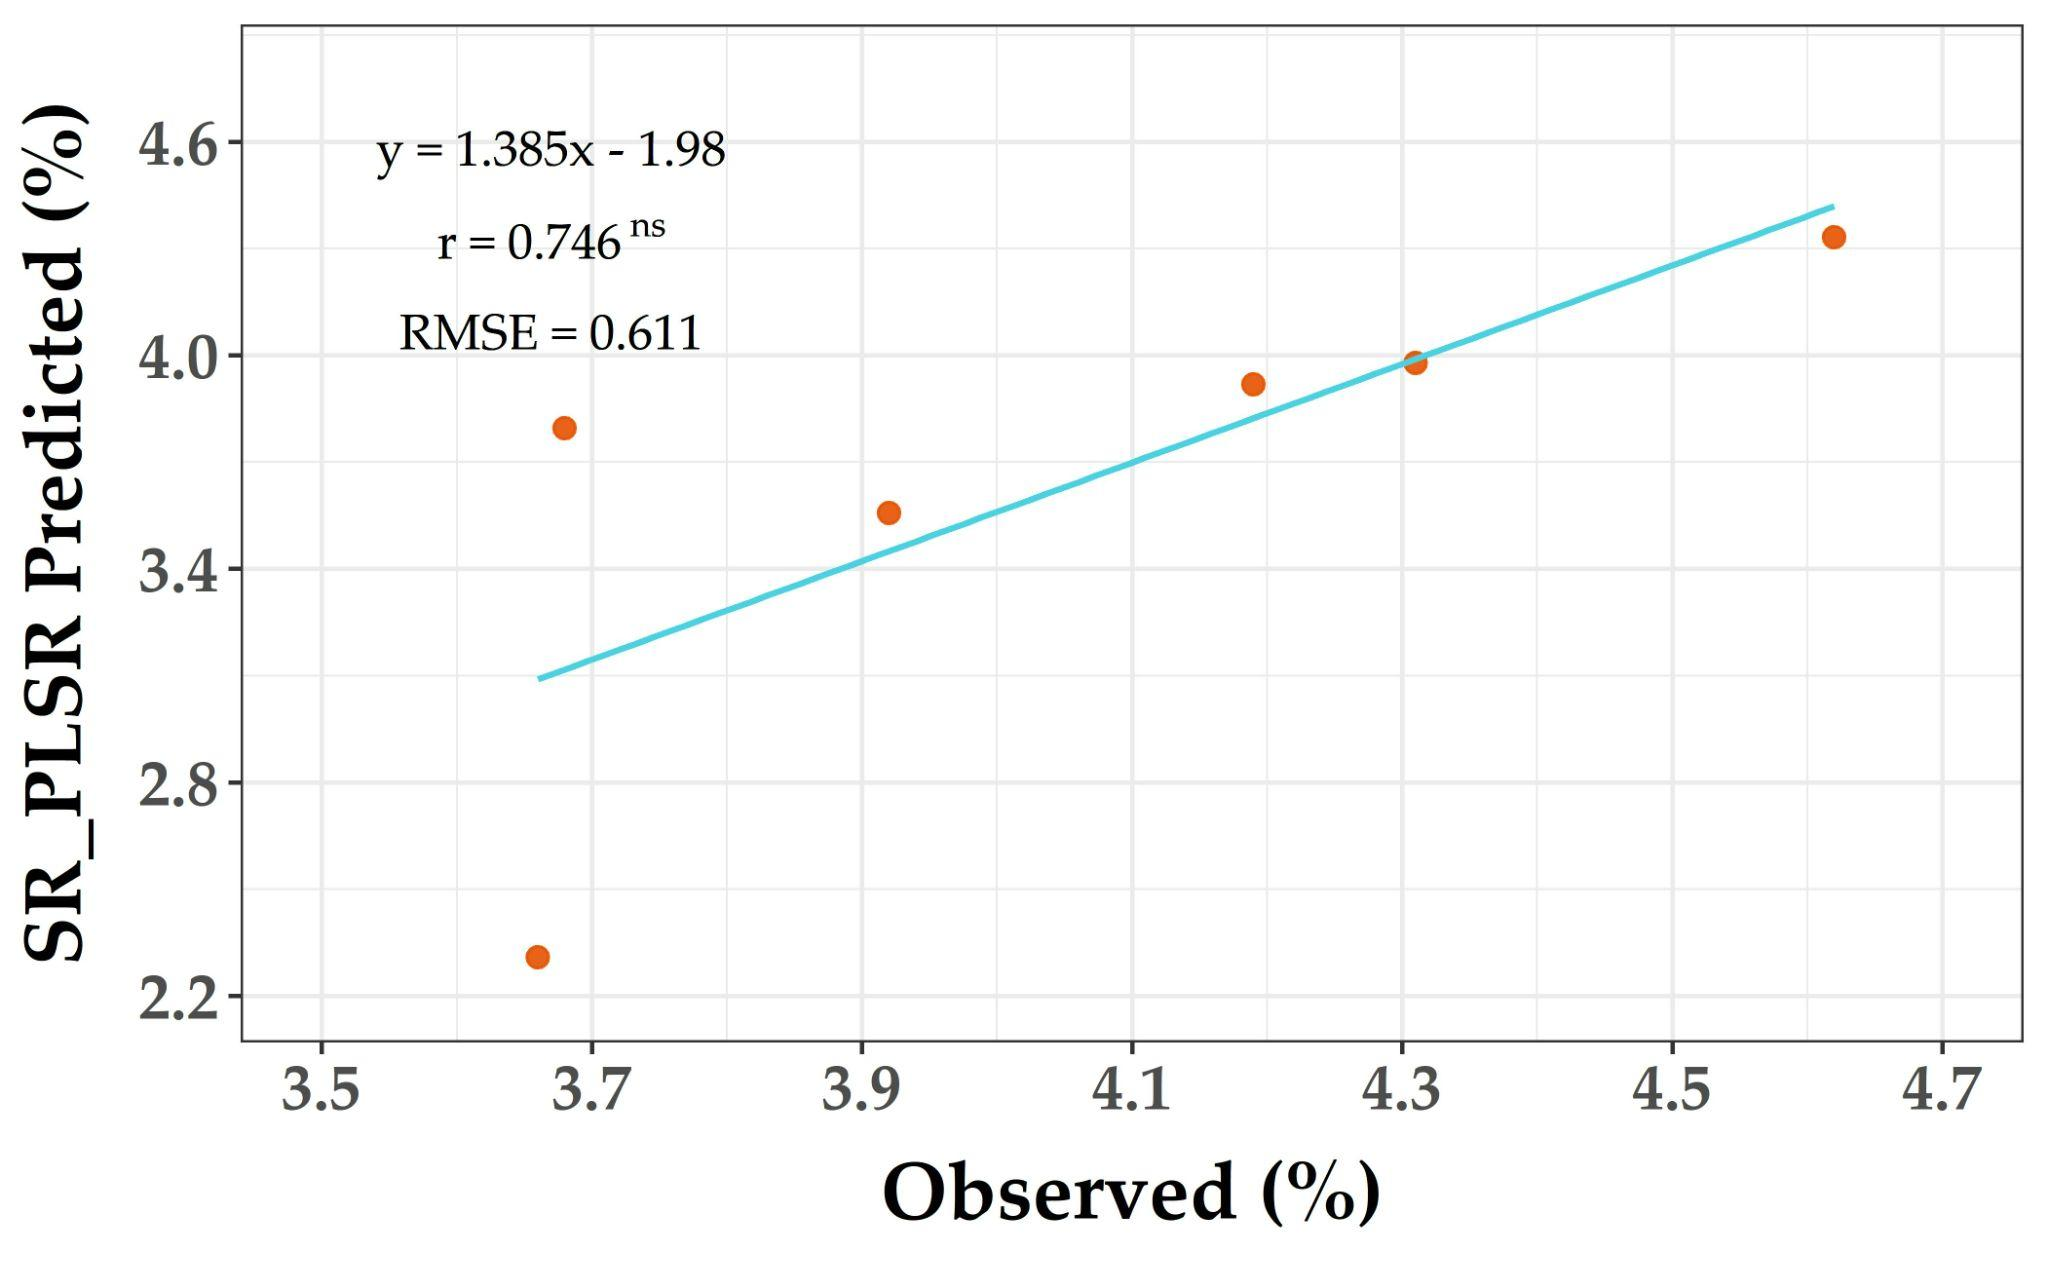 SR_PLSR Predicted (%)
4.6
4.0
3.4
2.8
2.2
y = 1.385x - 1.98
r = 0.746 ns
RMSE = 0.611
3.5 3.7 3.9 4.1 4.3 4.5 4.7
Observed (%)